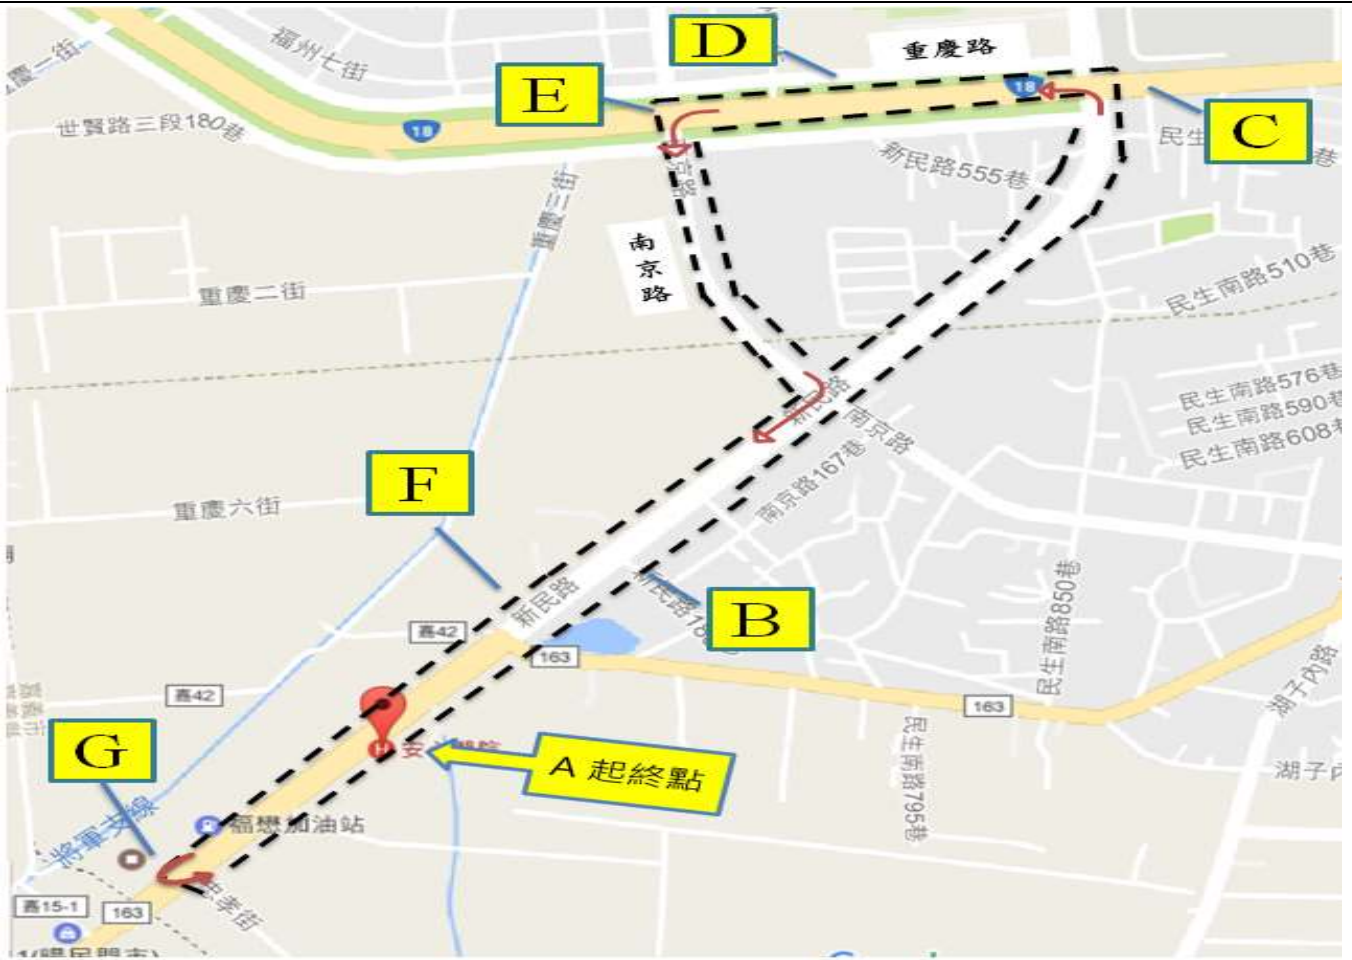 福州七街
D
重慶路
E
18
18
C
世賢路三段180巷
新民路555巷
重慶三街
京路
南京路
民生南路510巷
重慶二街
民生南路576巷
民生南路590巷
民生南路608巷
新民路
南京路
南京路167巷
F
重慶六街
新民路
B
嘉42
163
民生南路850巷
湖子內路
嘉42
163
G
A 起終點
民生南路795巷
福懋加油站
將軍支線
忠孝街
嘉15-1
163